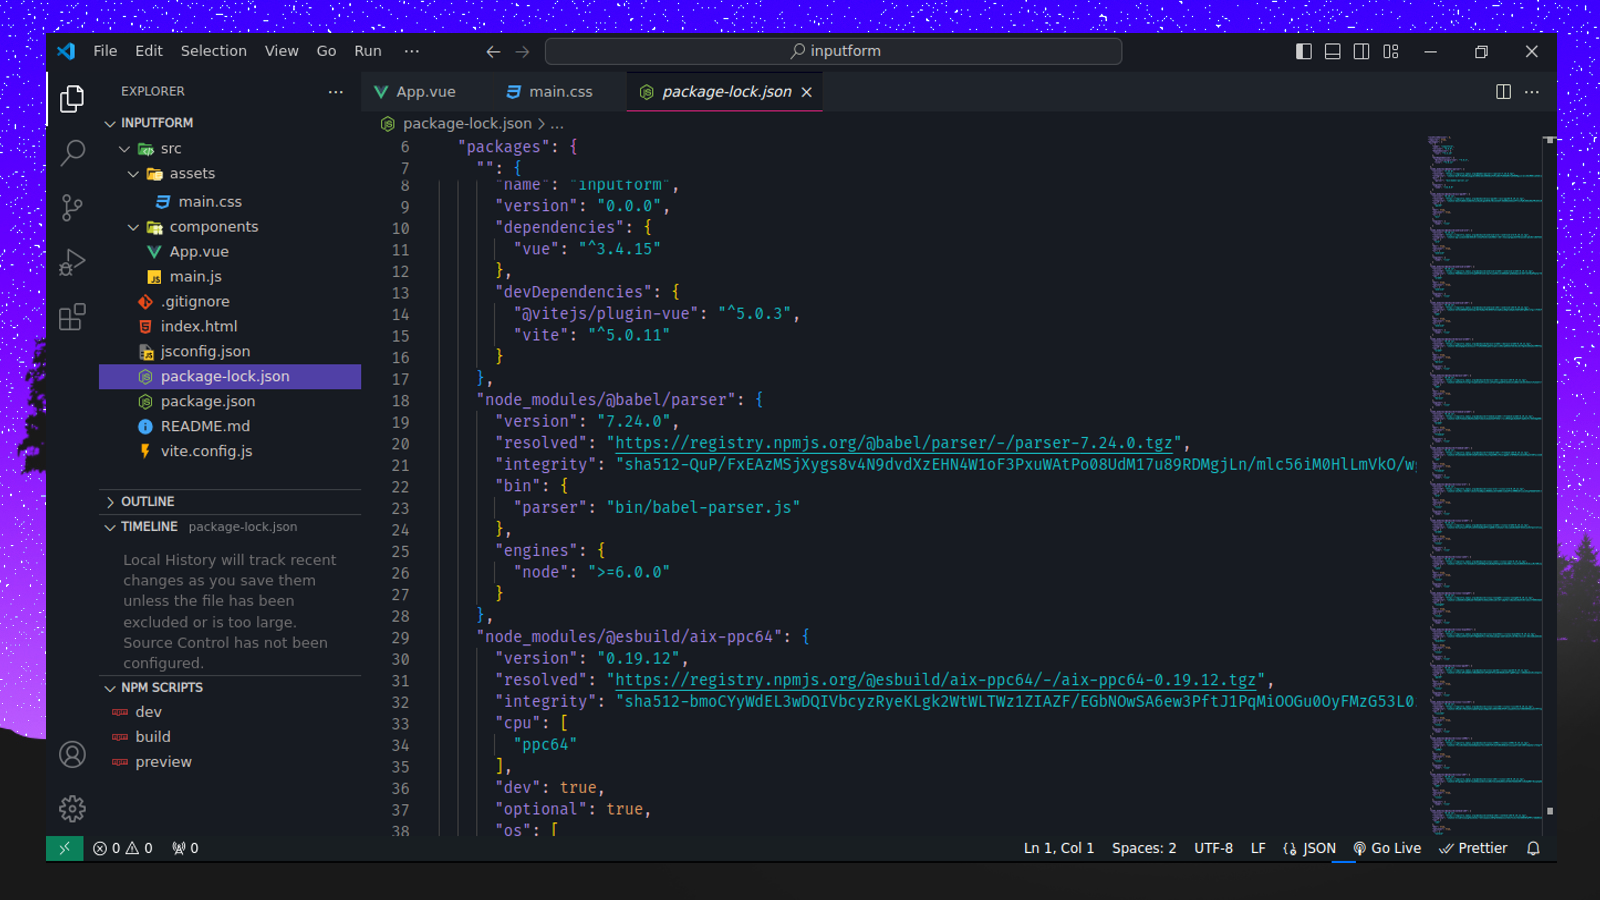 File Edit Selection View Go Run ···
inputform
EXPLORER
INPUTFORM
src
assets
main.css
components
App.vue
main.js
.gitignore
index.html
jsconfig.json
package-lock.json
package.json
README.md
vite.config.js
OUTLINE
TIMELINE package-lock.json
Local History will track recent
changes as you save them
unless the file has been
excluded or is too large.
Source Control has not been
configured.
NPM SCRIPTS
dev
build
preview
App.vue main.css package-lock.json
package-lock.json > ...
6 "packages": {
7 "": {
8 "name": "inputform",
9 "version": "0.0.0",
10 "dependencies": {
11 "vue": "^3.4.15"
12 },
13 "devDependencies": {
14 "@vitejs/plugin-vue": "^5.0.3",
15 "vite": "^5.0.11"
16 }
17 },
18 "node_modules/@babel/parser": {
19 "version": "7.24.0",
20 "resolved": "https://registry.npmjs.org/@babel/parser/-/parser-7.24.0.tgz",
21 "integrity": "sha512-QuP/FxEAzMSjXygs8v4N9dvdXzEHN4W1oF3PxuWAtPo08UdM17u89RDMgjLn/mlc56iM0HlLmVkO/w
22 "bin": {
23 "parser": "bin/babel-parser.js"
24 },
25 "engines": {
26 "node": ">=6.0.0"
27 }
28 },
29 "node_modules/@esbuild/aix-ppc64": {
30 "version": "0.19.12",
31 "resolved": "https://registry.npmjs.org/@esbuild/aix-ppc64/-/aix-ppc64-0.19.12.tgz",
32 "integrity": "sha512-bmoCYyWdEL3wDQIVbcyzRyeKLgk2WtWLTWz1ZIAZF/EGbNOwSA6ew3PftJ1PqMiOOGu0OyFMzG53L0
33 "cpu": [
34 "ppc64"
35 ],
36 "dev": true,
37 "optional": true,
38 "os": [
0 0 0 Ln 1, Col 1 Spaces: 2 UTF-8 LF JSON Go Live Prettier